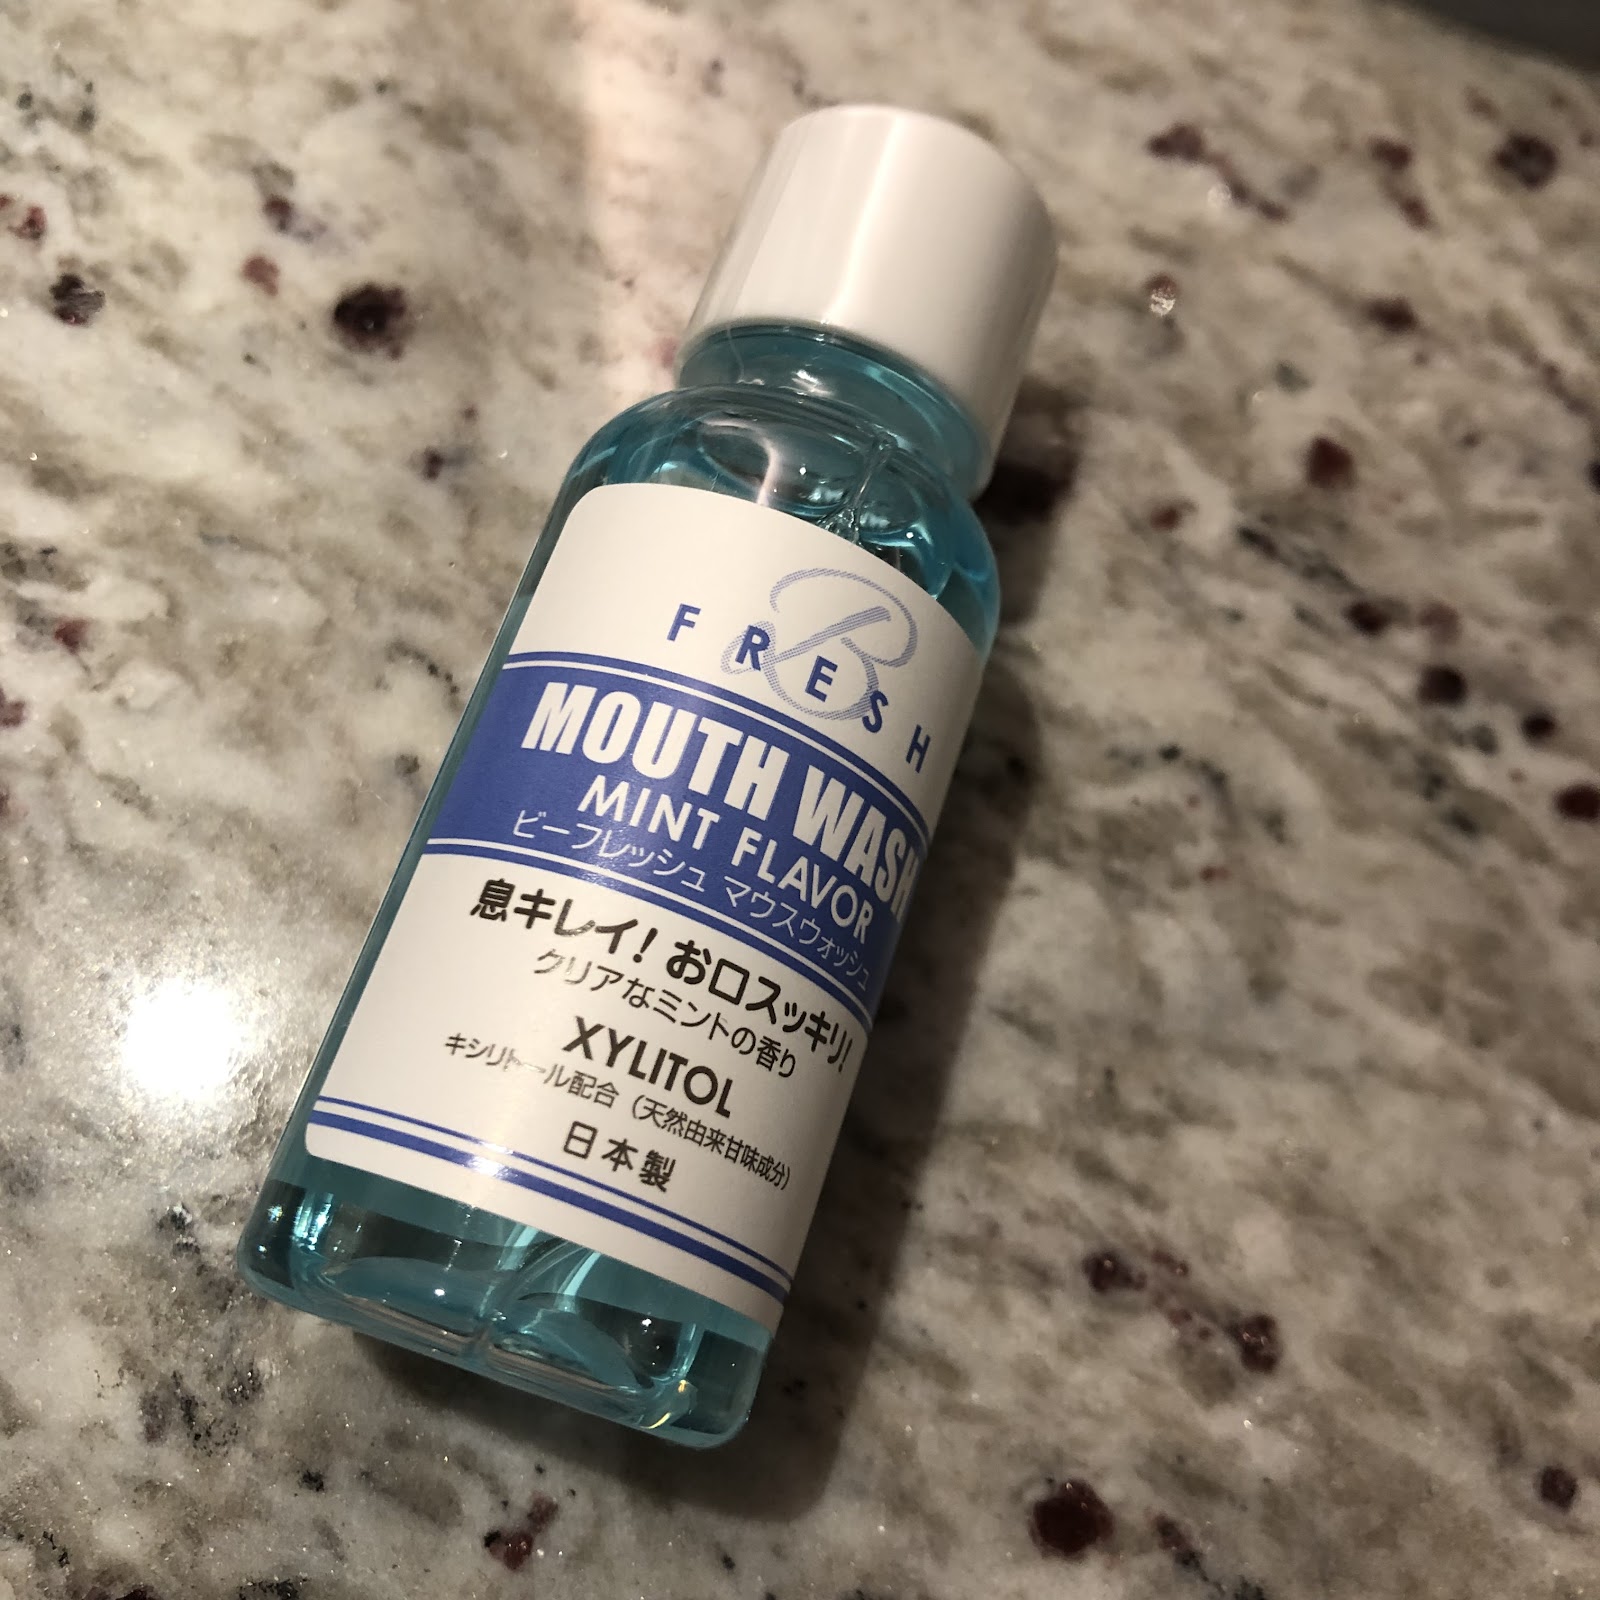 B
FRESH
MOUTH WASH
MINT FLAVOR
ビーフレッシュ マウスウォッシュ
息キレイ！お口スッキリ！
クリアなミントの香り
XYLITOL
キシリトール配合（天然由来甘味成分）
日本製